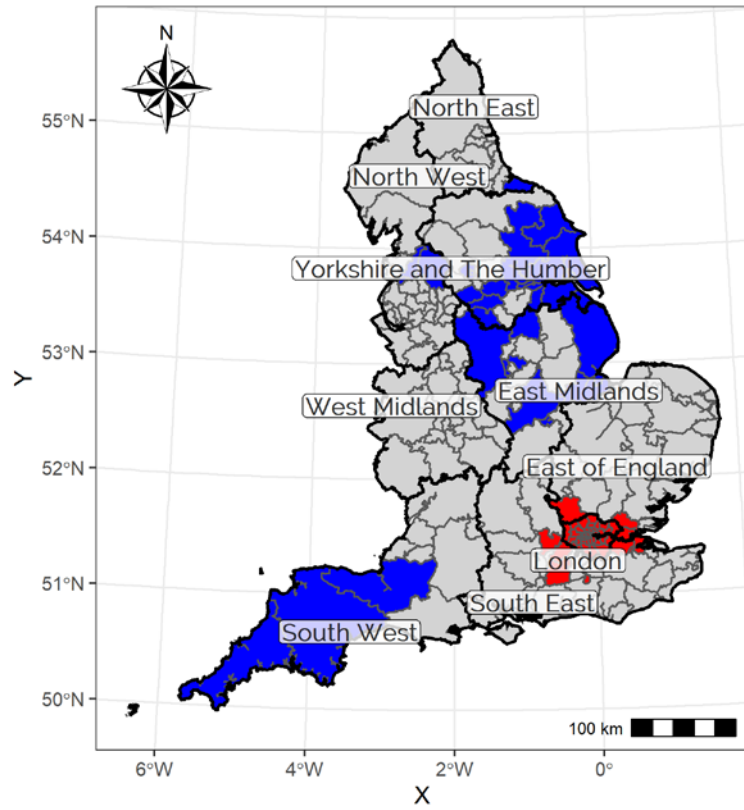 N
North East
North West
Yorkshire and The Humber
East Midlands
West Midlands
East of England
London
South East
South West
100 km
55°N
54°N
53°N
52°N
51°N
50°N
Y
6°W
4°W
2°W
0°
X